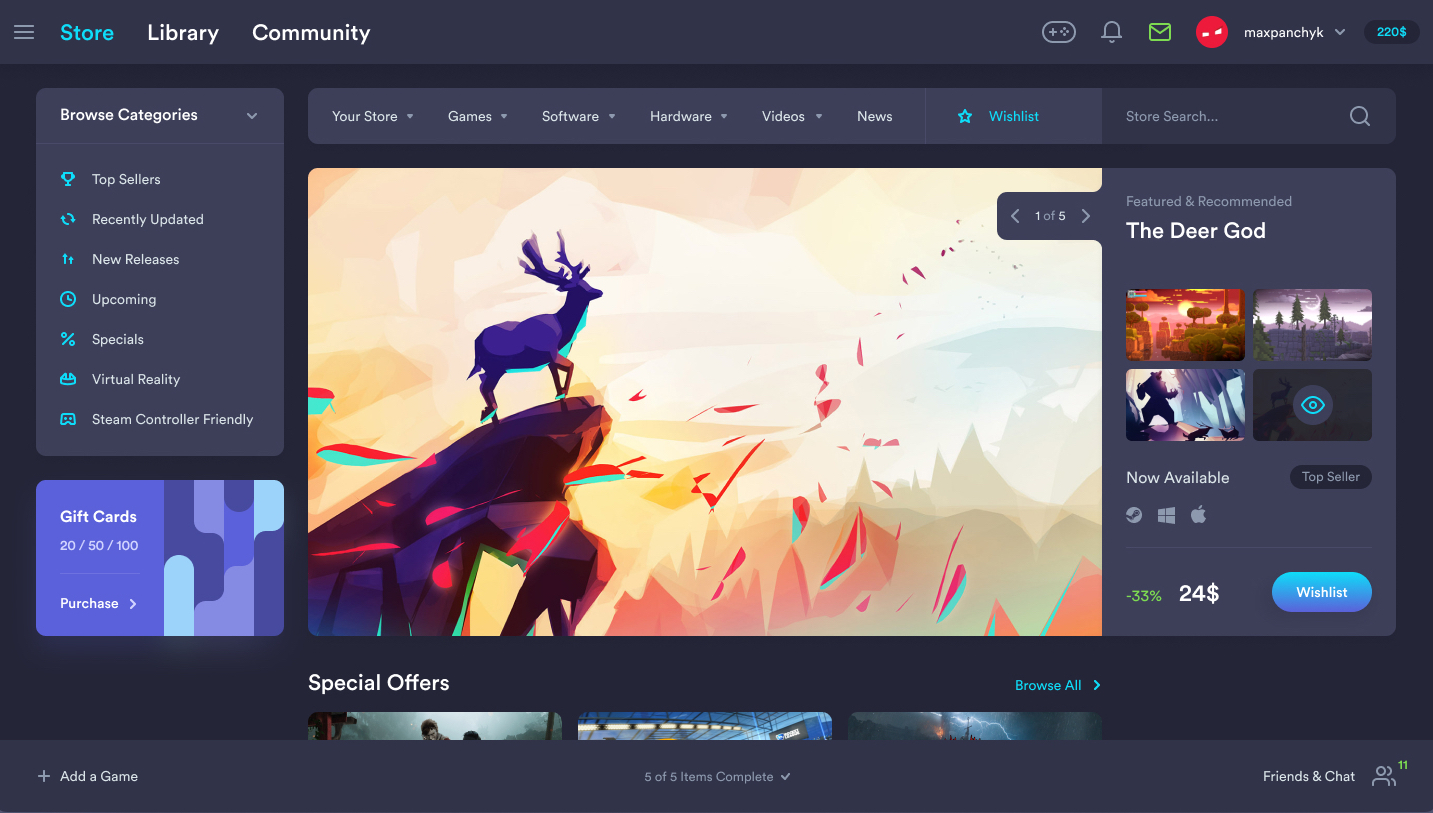 Store Library Community
maxpanchyk
220$
Browse Categories
Top Sellers
Recently Updated
New Releases
Upcoming
Specials
Virtual Reality
Steam Controller Friendly
Gift Cards
20 / 50 / 100
Purchase
Your Store Games Software Hardware Videos News Wishlist
Store Search...
1 of 5
Featured & Recommended
The Deer God
Now Available
Top Seller
-33% 24$
Wishlist
Special Offers
Browse All
Add a Game
5 of 5 Items Complete
Friends & Chat
11